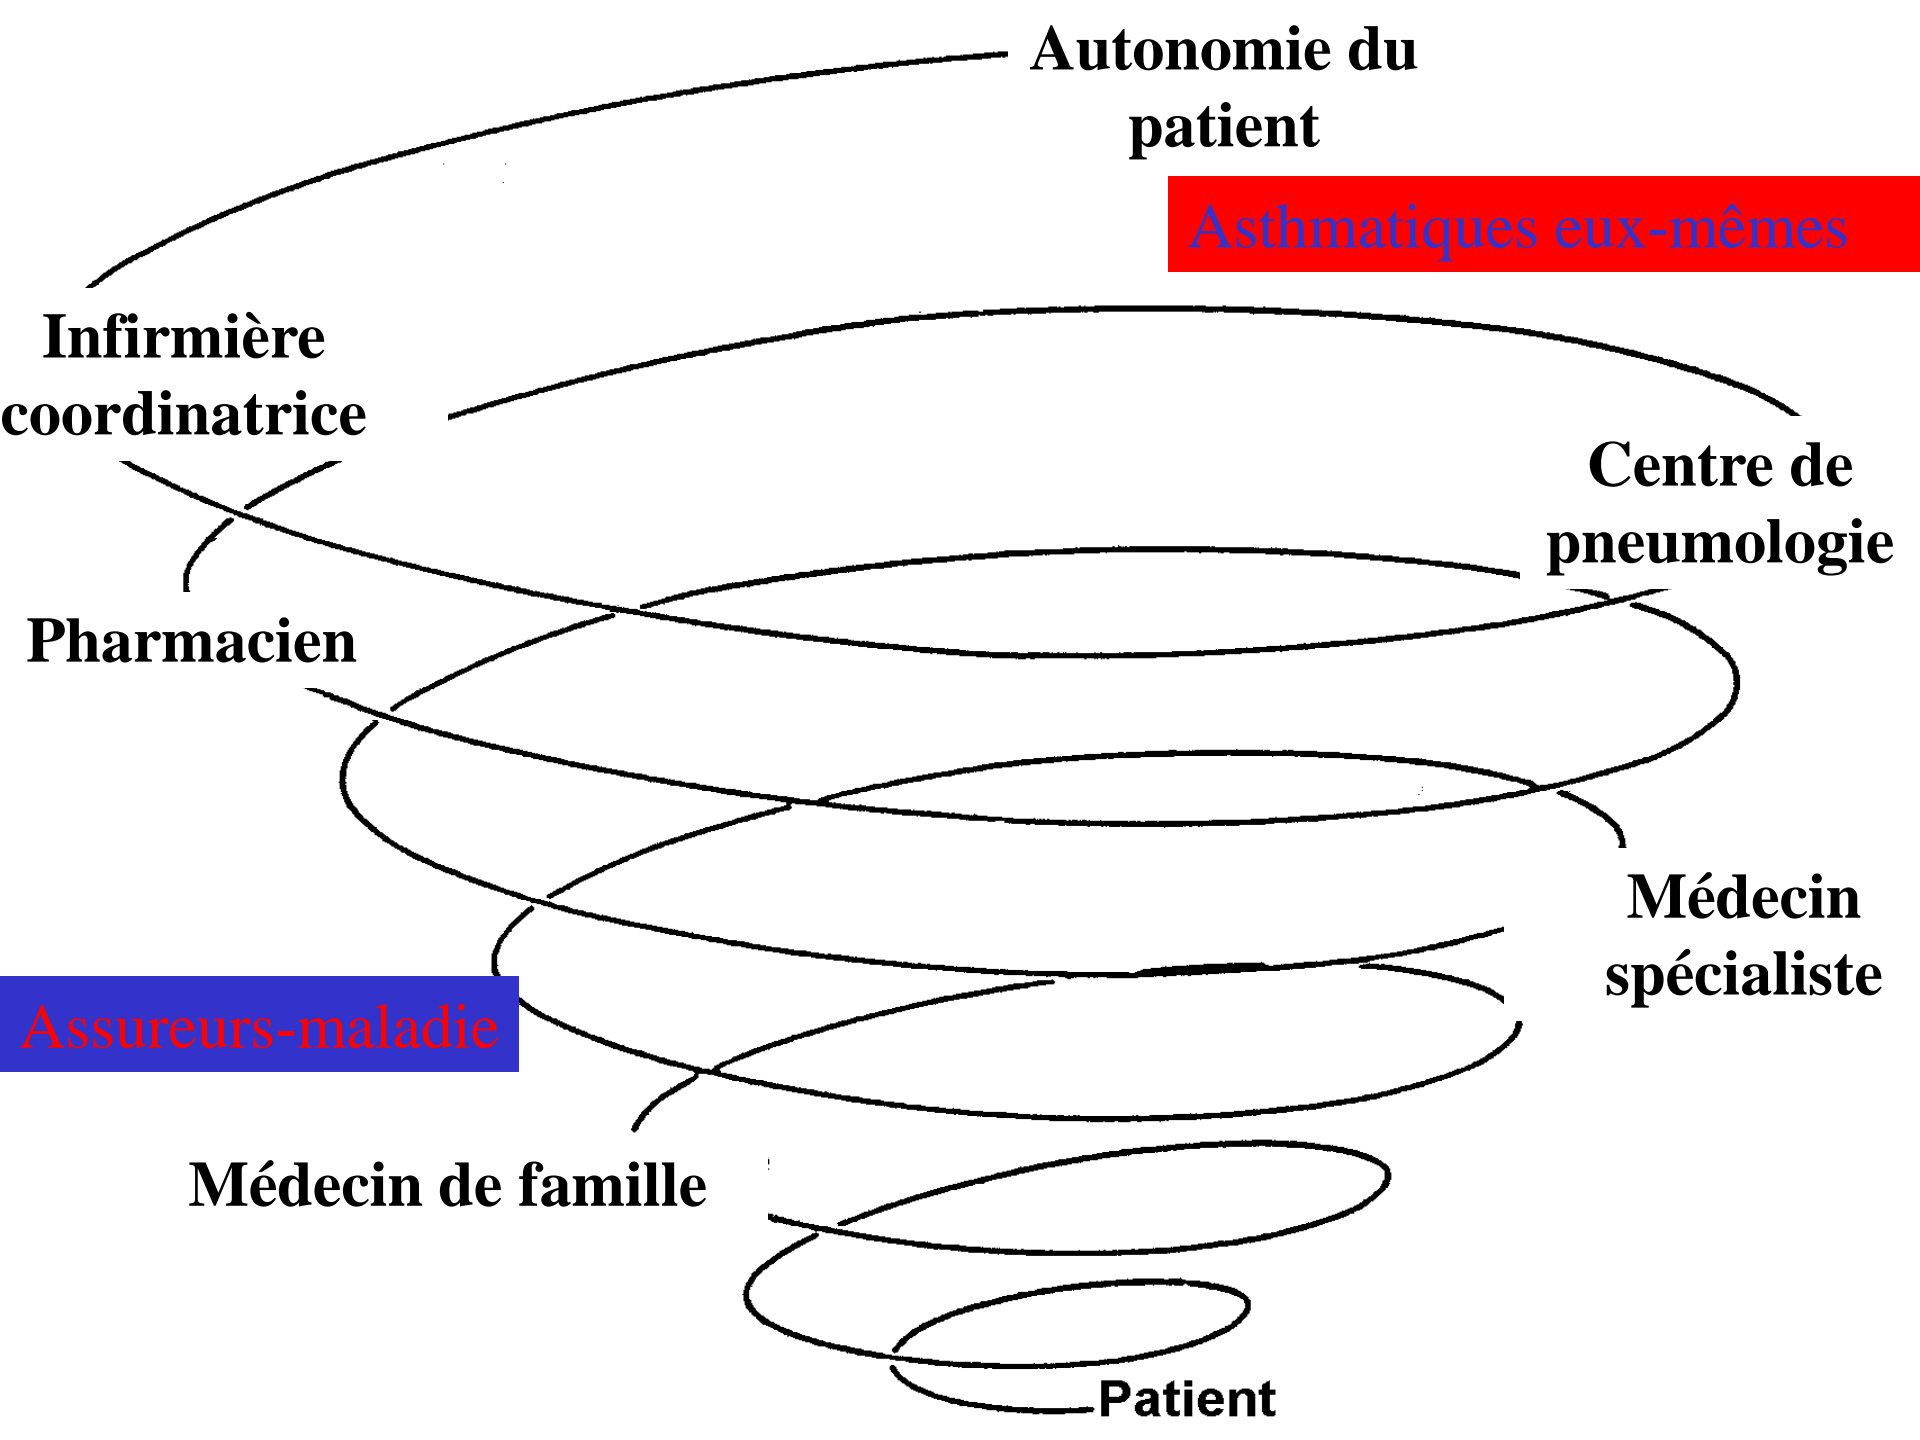 Autonomie du
patient
Asthmatiques eux-mêmes
Infirmière
coordinatrice
Centre de
pneumologie
Pharmacien
Médecin
spécialiste
Assureurs-maladie
Médecin de famille
Patient